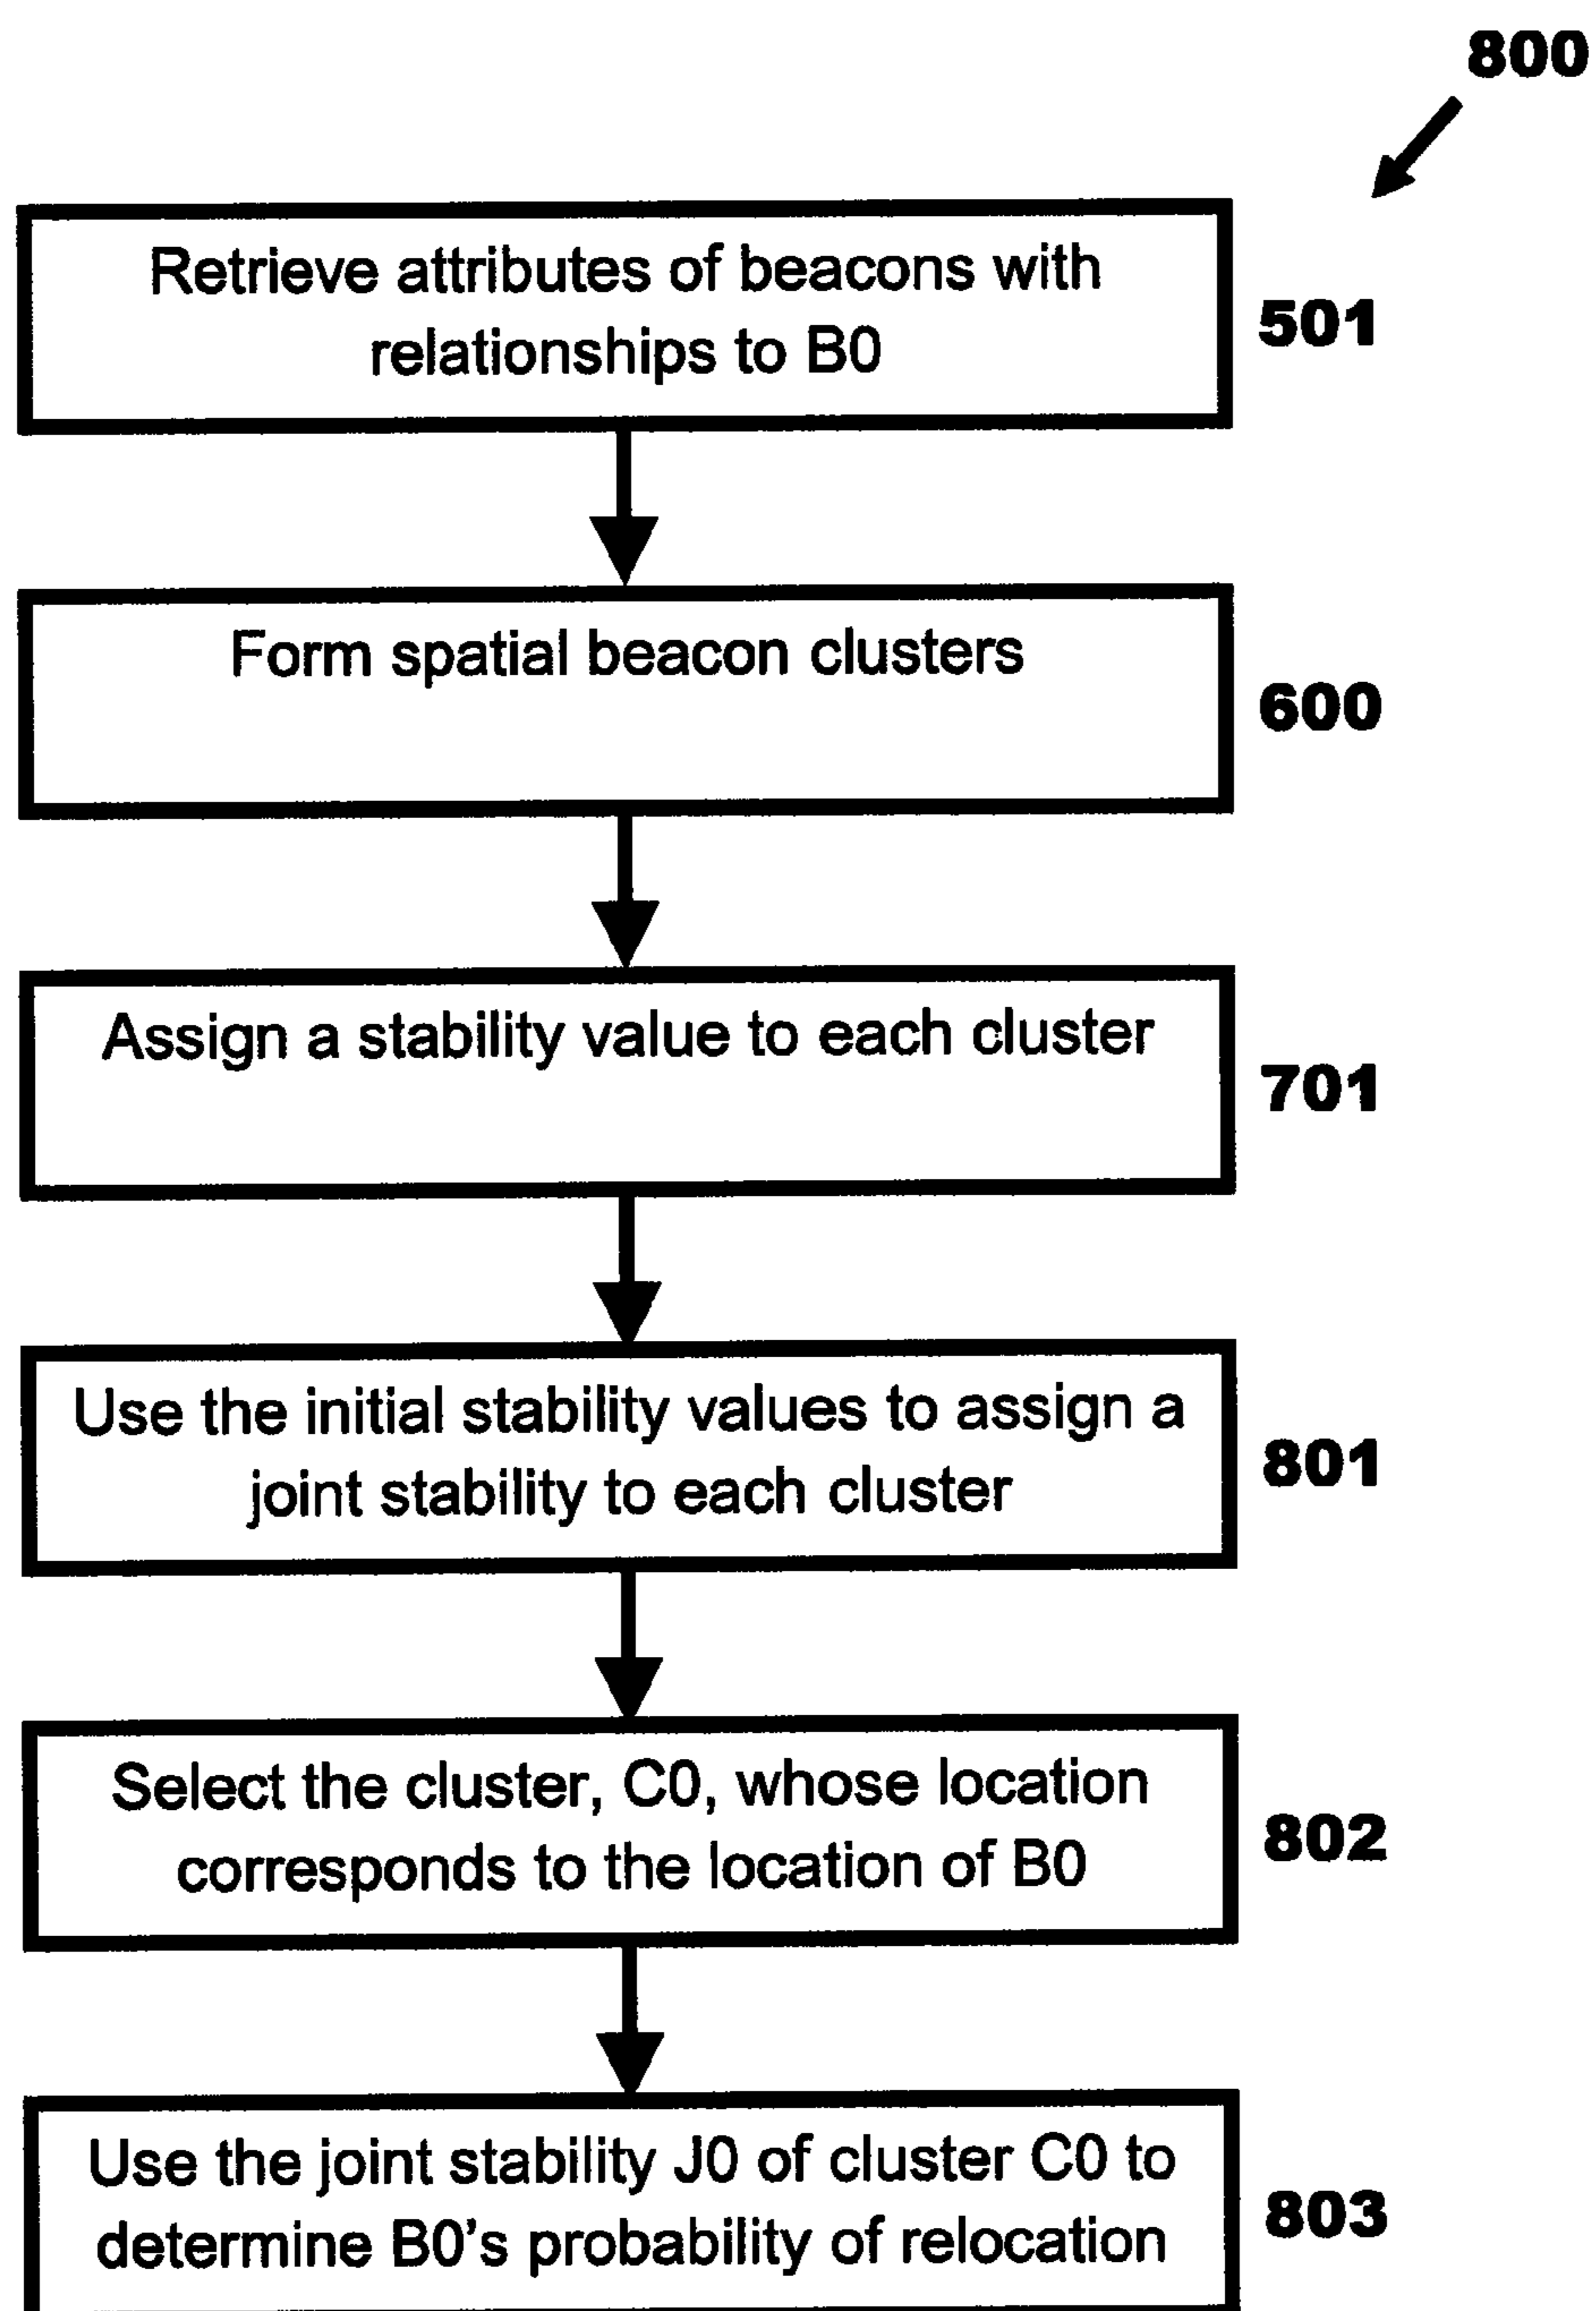 800
Retrieve attributes of beacons with
relationships to B0
501
Form spatial beacon clusters
600
Assign a stability value to each cluster
701
Use the initial stability values to assign a
joint stability to each cluster
801
Select the cluster, C0, whose location
corresponds to the location of B0
802
Use the joint stability J0 of cluster C0 to
determine B0's probability of relocation
803